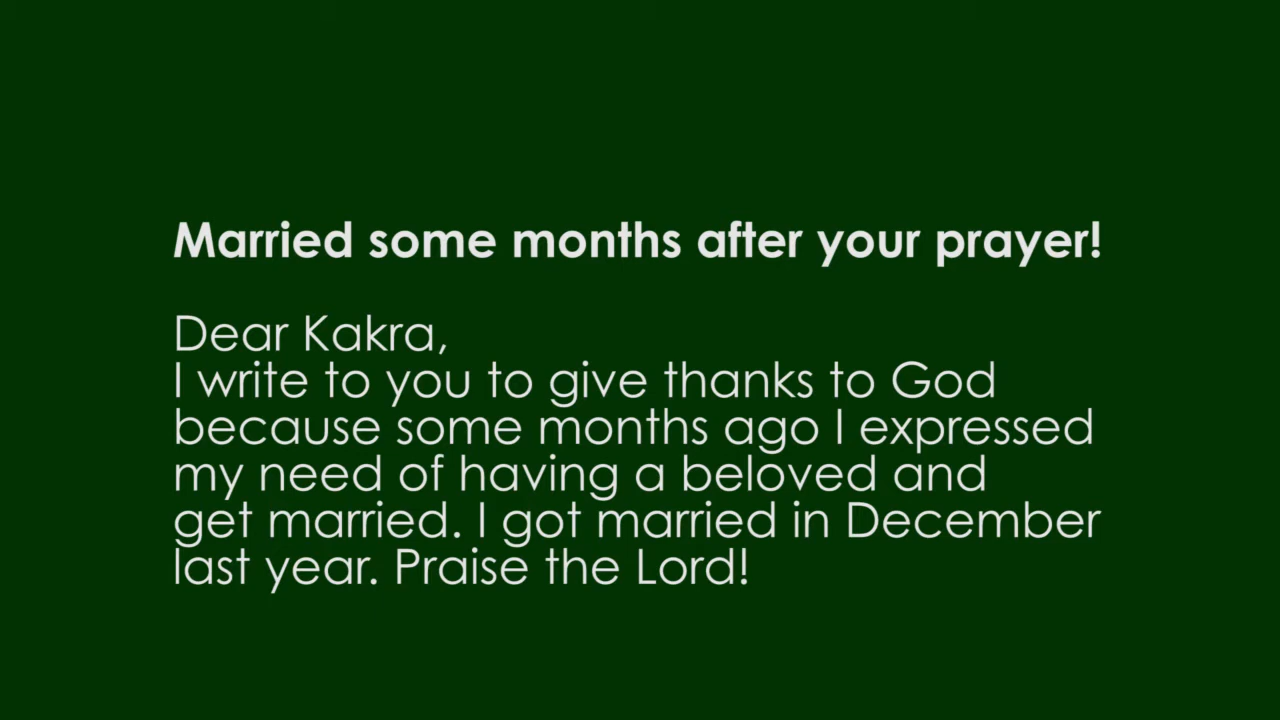 Married some months after your prayer!
Dear Kakra,
I write to you to give thanks to God
because some months ago I expressed
my need of having a beloved and
get married. I got married in December
last year. Praise the Lord!